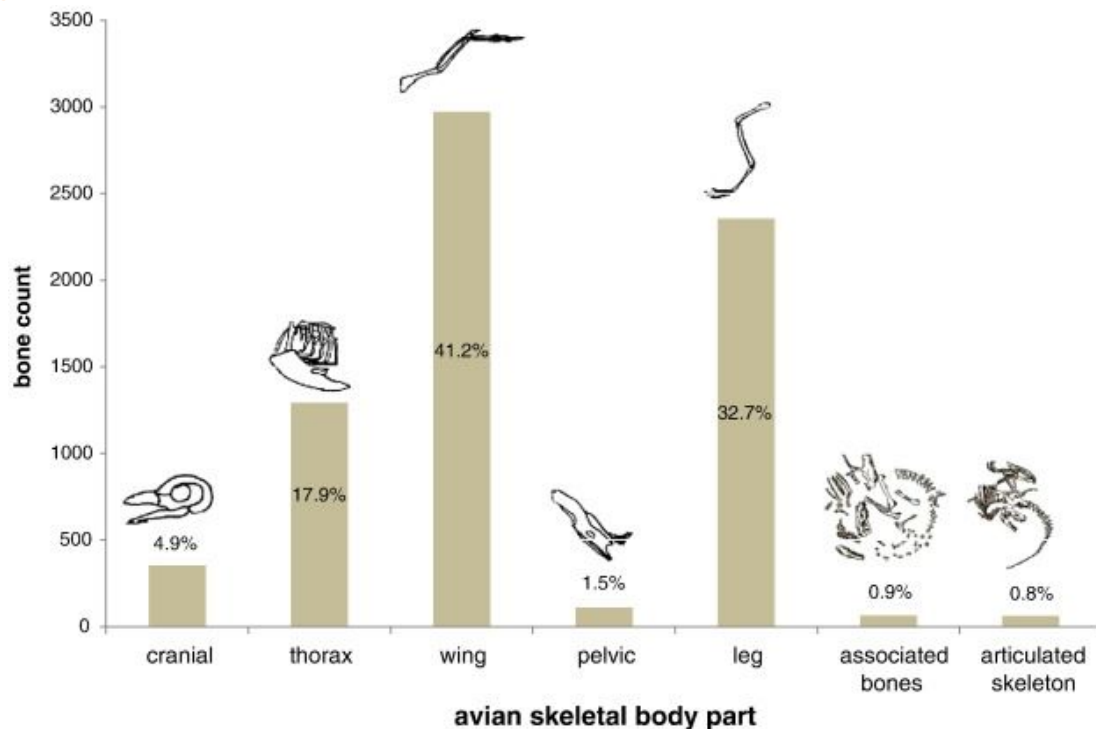 3500
3000
2500
2000
1500
1000
500
0
bone count
4.9%
17.9%
41.2%
1.5%
32.7%
0.9%
0.8%
cranial
thorax
wing
pelvic
leg
associated
bones
articulated
skeleton
avian skeletal body part